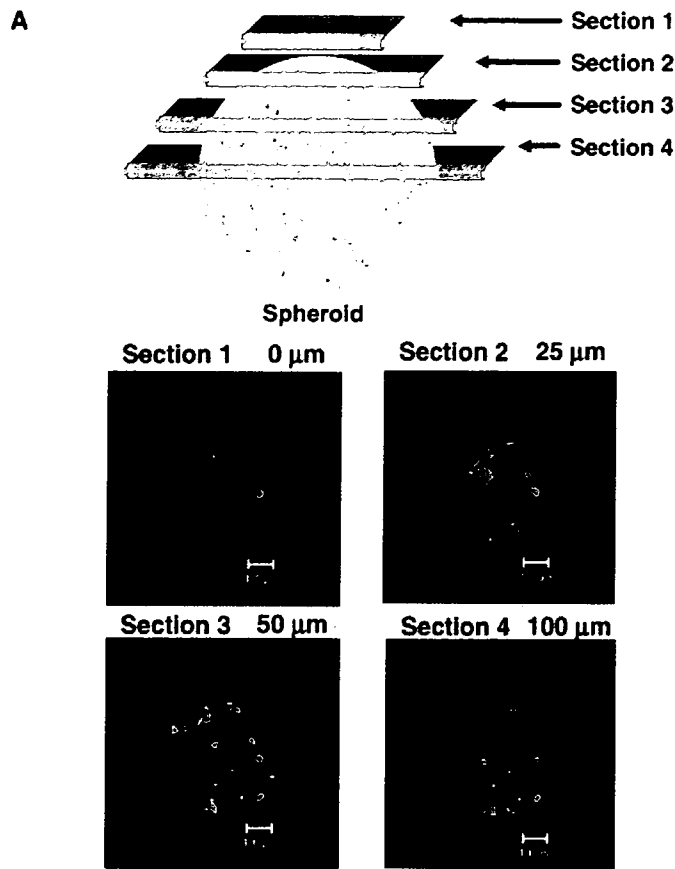 A
Section 1
Section 2
Section 3
Section 4
Spheroid
Section 1 0 μm
Section 2 25 μm
Section 3 50 μm
Section 4 100 μm